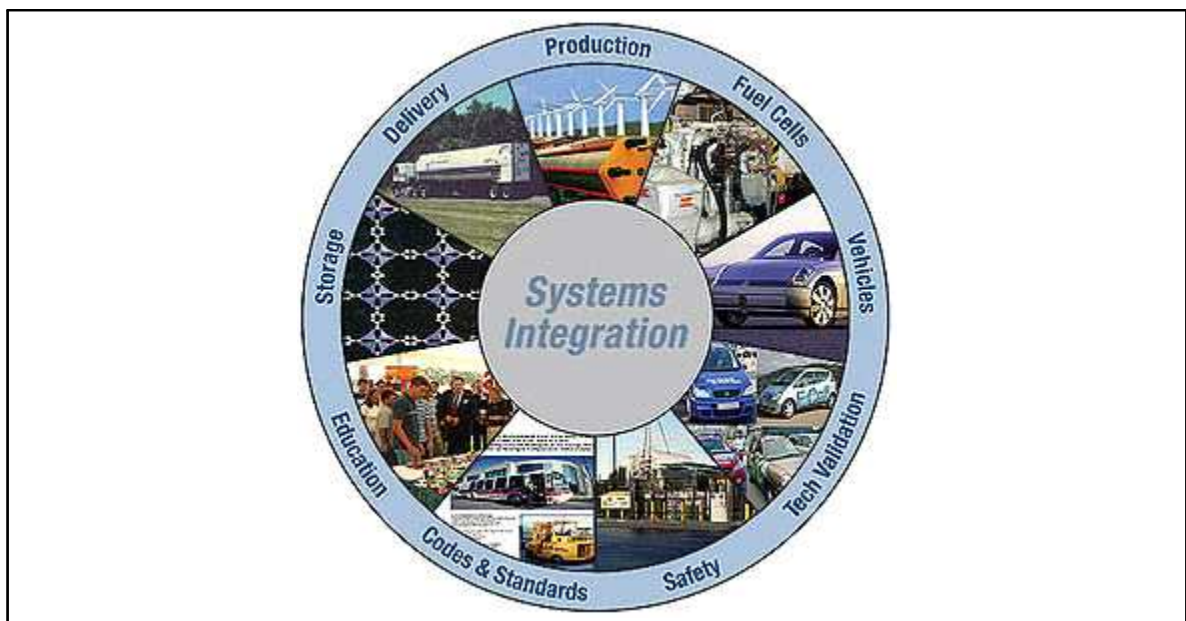 Production
Fuel Cells
Vehicles
Tech Validation
Safety
Codes & Standards
Education
Storage
Delivery
Systems
Integration